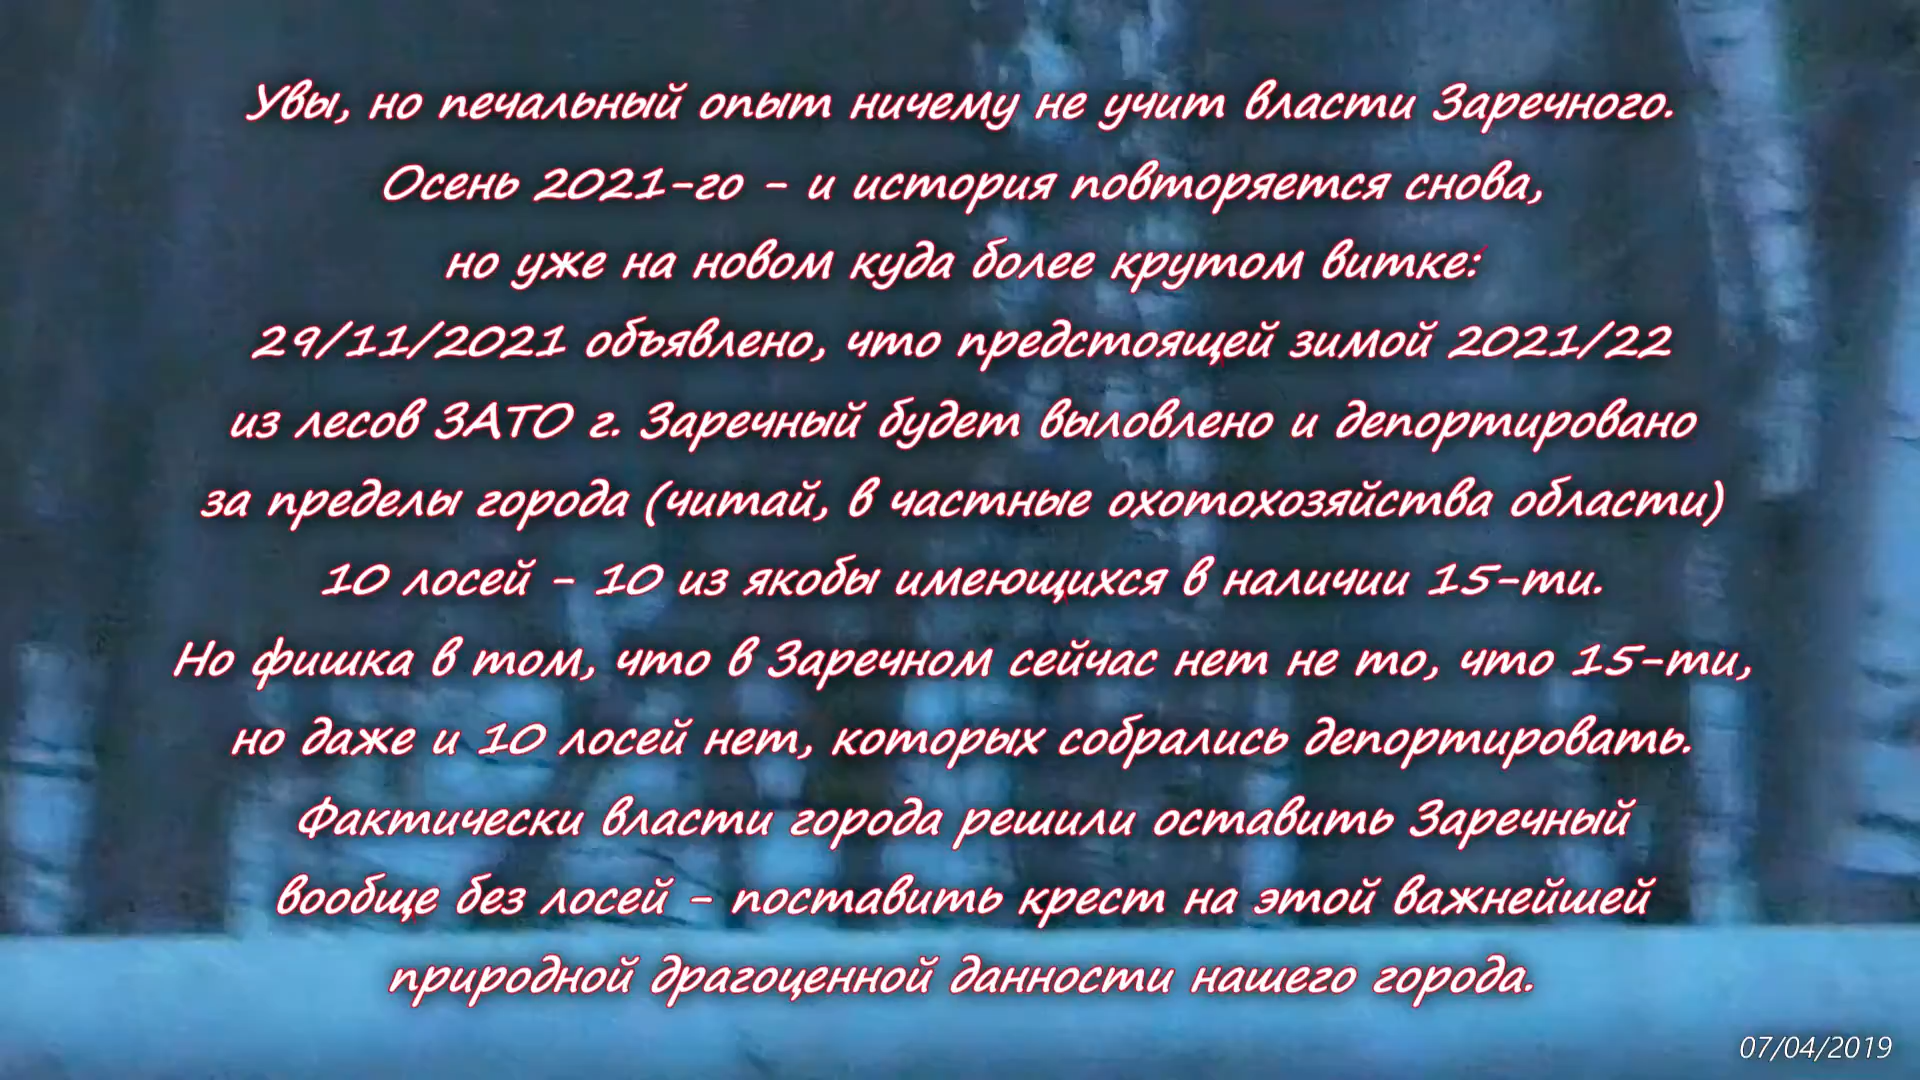 Увы, но печальный опыт ничему не учит власти Заречного.
Осень 2021-го - и история повторяется снова,
но уже на новом куда более крутом витке:
29/11/2021 объявлено, что предстоящей зимой 2021/22
из лесов ЗАТО г. Заречный будет выловлено и депортировано
за пределы города (читай, в частные охотохозяйства области)
10 лосей - 10 из якобы имеющихся в наличии 15-ти.
Но фишка в том, что в Заречном сейчас нет не то, что 15-ти,
но даже и 10 лосей нет, которых собрались депортировать.
Фактически власти города решили оставить Заречный
вообще без лосей - поставить крест на этой важнейшей
природной драгоценной данности нашего города.
07/04/2019